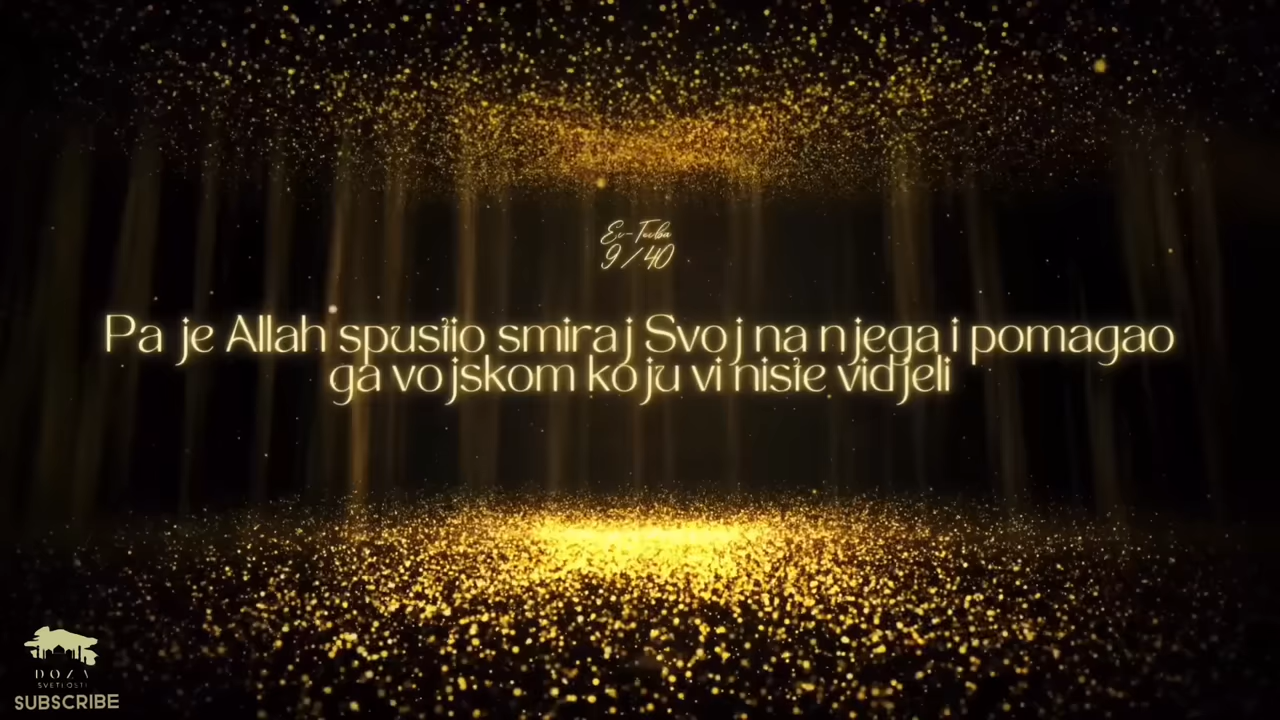 Et-Tevba
9/40
Pa je Allah spustio smiraj Svoj na njega i pomagao
ga vojskom koju vi niste vidjeli
DOZA
SVETLOSTI
SUBSCRIBE